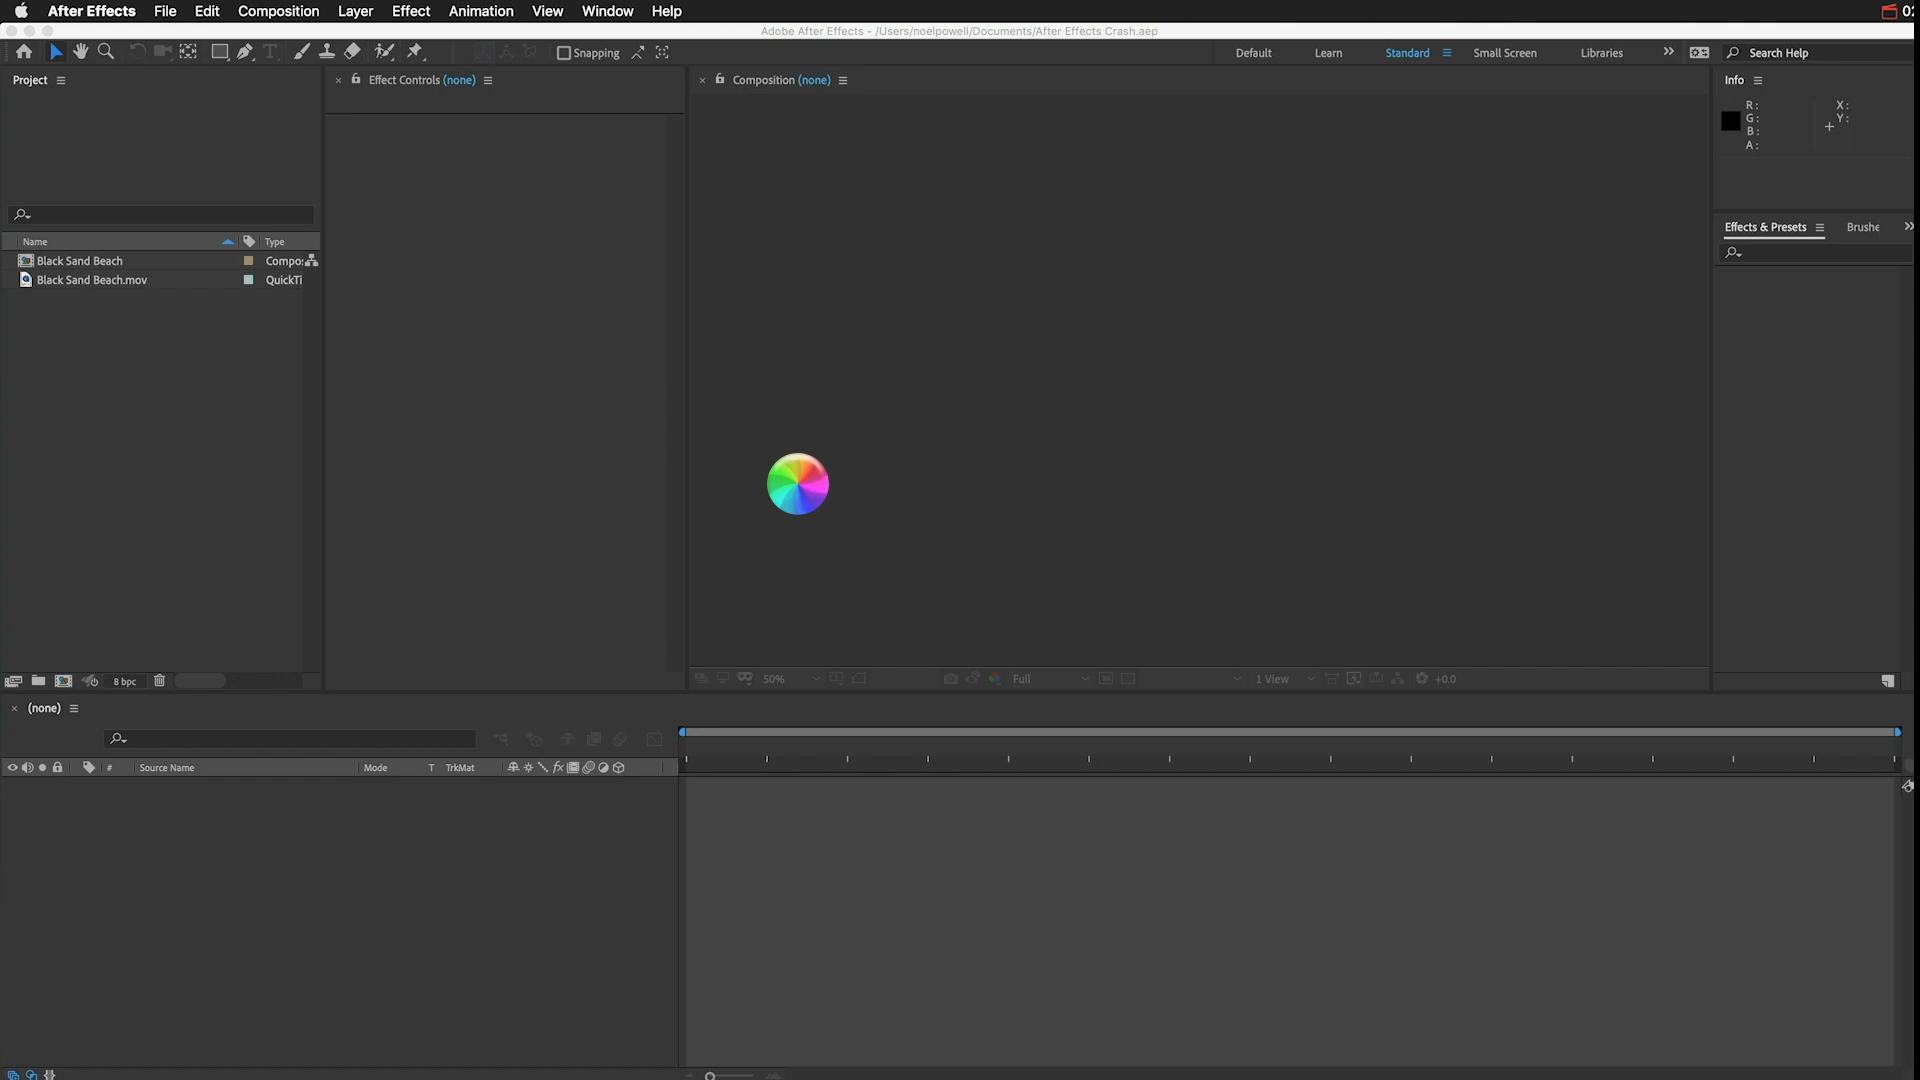 After Effects File Edit Composition Layer Effect Animation View Window Help 02
Adobe After Effects - /Users/noelpowell/Documents/After Effects Crash.aep
Snapping Default Learn Standard Small Screen Libraries Search Help
Project Effect Controls (none) Composition (none) Info
R: X:
G: Y:
B:
A:
Effects & Presets Brushe
Name Type
Black Sand Beach Compo:
Black Sand Beach.mov QuickTi
8 bpc 50% Full 1 View +0.0
(none)
# Source Name Mode T TrkMat fx